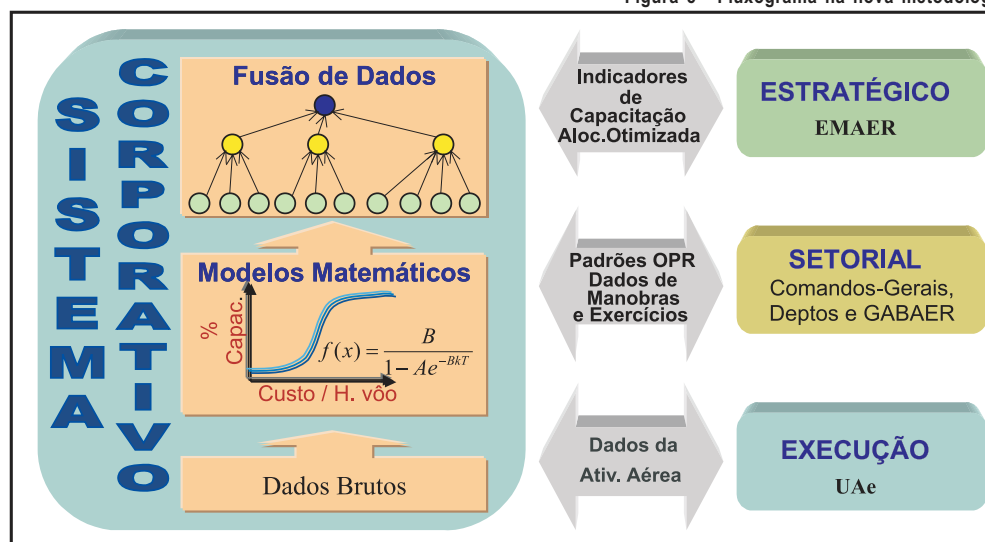 Figura 6 - Fluxograma na nova metodolog
SISTEMA
CORPORATIVO
Fusão de Dados
Modelos Matemáticos
% Capac.
f(x) = B / 1 − Ae^{−BkT}
Custo / H. vôo
Dados Brutos
Indicadores
de
Capacitação
Aloc.Otimizada
ESTRATÉGICO
EMAER
Padrões OPR
Dados de
Manobras
e Exercícios
SETORIAL
Comandos-Gerais,
Deptos e GABAER
Dados da
Ativ. Aérea
EXECUÇÃO
UAe